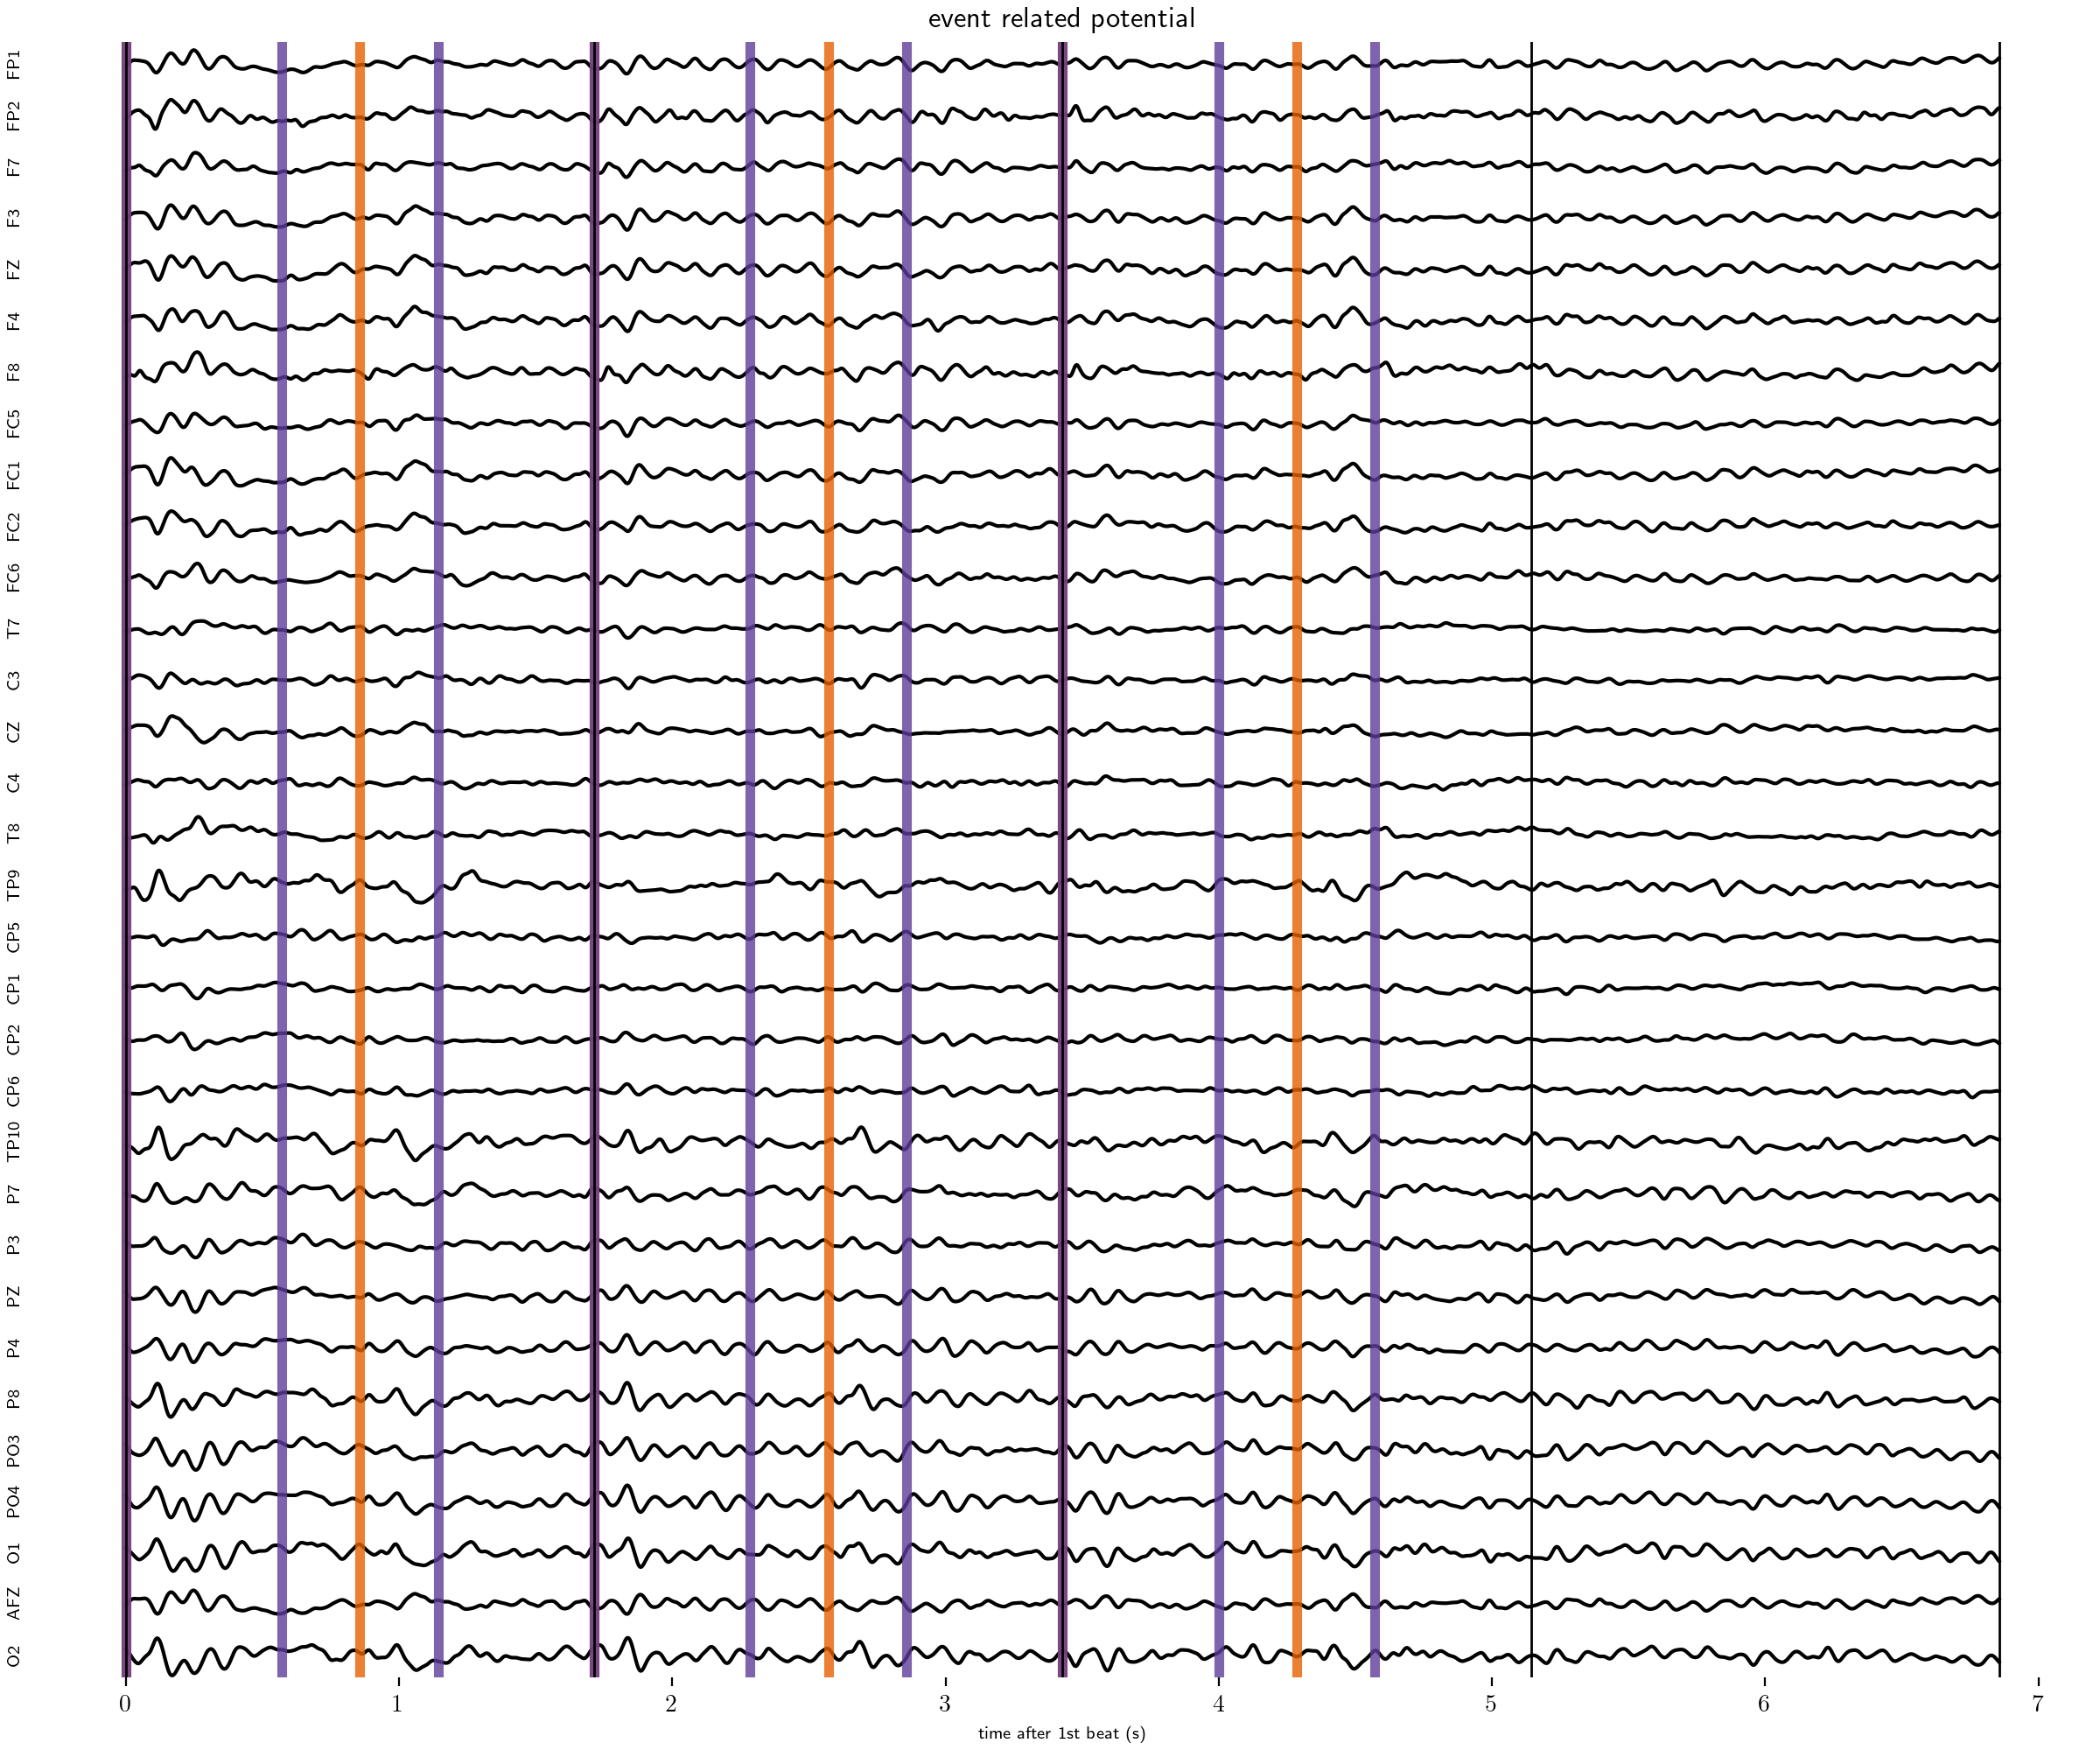 event related potential
FP1
FP2
F7
F3
FZ
F4
F8
FC5
FC1
FC2
FC6
T7
C3
CZ
C4
T8
TP9
CP5
CP1
CP2
CP6
TP10
P7
P3
PZ
P4
P8
PO3
PO4
O1
AFZ
O2
0 1 2 3 4 5 6 7
time after 1st beat (s)